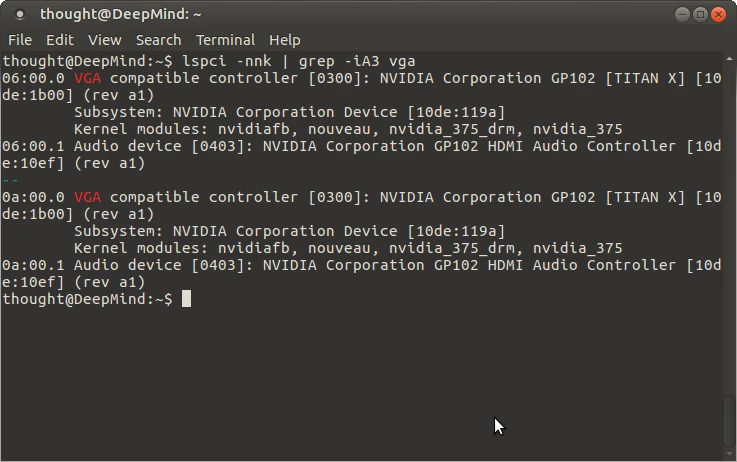 thought@DeepMind: ~
File Edit View Search Terminal Help
thought@DeepMind:~$ lspci -nnk | grep -iA3 vga
06:00.0 VGA compatible controller [0300]: NVIDIA Corporation GP102 [TITAN X] [10
de:1b00] (rev a1)
        Subsystem: NVIDIA Corporation Device [10de:119a]
        Kernel modules: nvidiafb, nouveau, nvidia_375_drm, nvidia_375
06:00.1 Audio device [0403]: NVIDIA Corporation GP102 HDMI Audio Controller [10d
e:10ef] (rev a1)
--
0a:00.0 VGA compatible controller [0300]: NVIDIA Corporation GP102 [TITAN X] [10
de:1b00] (rev a1)
        Subsystem: NVIDIA Corporation Device [10de:119a]
        Kernel modules: nvidiafb, nouveau, nvidia_375_drm, nvidia_375
0a:00.1 Audio device [0403]: NVIDIA Corporation GP102 HDMI Audio Controller [10d
e:10ef] (rev a1)
thought@DeepMind:~$